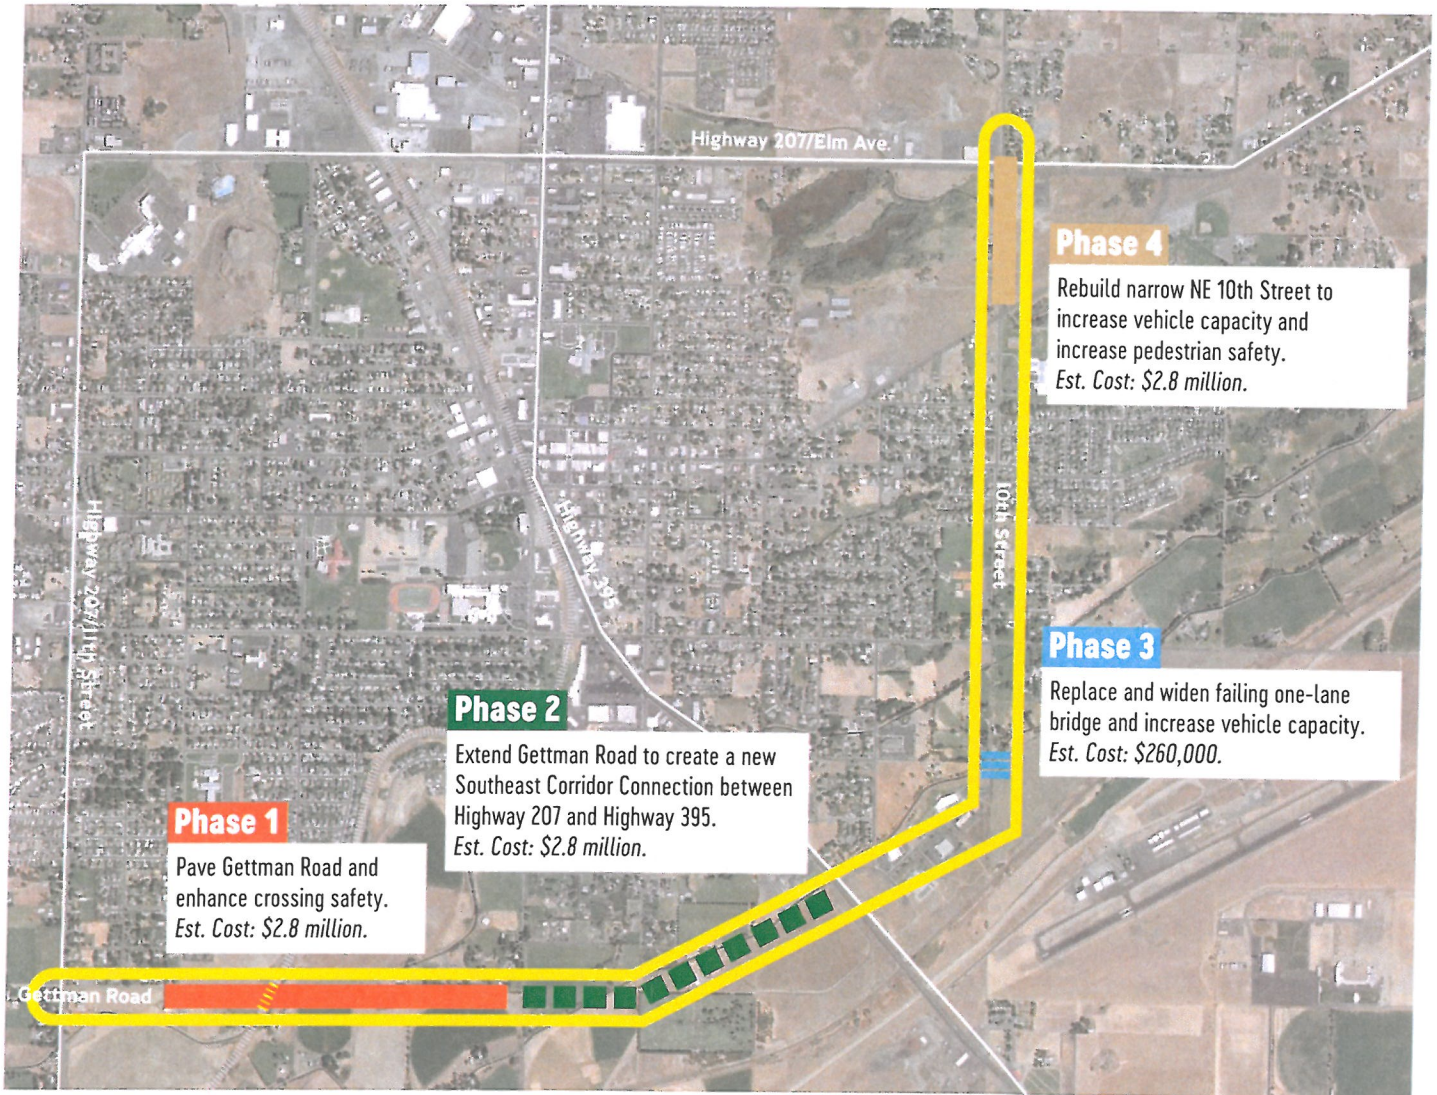 Highway 207/Elm Ave.
Phase 4
Rebuild narrow NE 10th Street to
increase vehicle capacity and
increase pedestrian safety.
Est. Cost: $2.8 million.
Highway 207/11th Street
Highway 395
10th Street
Phase 3
Replace and widen failing one-lane
bridge and increase vehicle capacity.
Est. Cost: $260,000.
Phase 2
Extend Gettman Road to create a new
Southeast Corridor Connection between
Highway 207 and Highway 395.
Est. Cost: $2.8 million.
Phase 1
Pave Gettman Road and
enhance crossing safety.
Est. Cost: $2.8 million.
Gettman Road